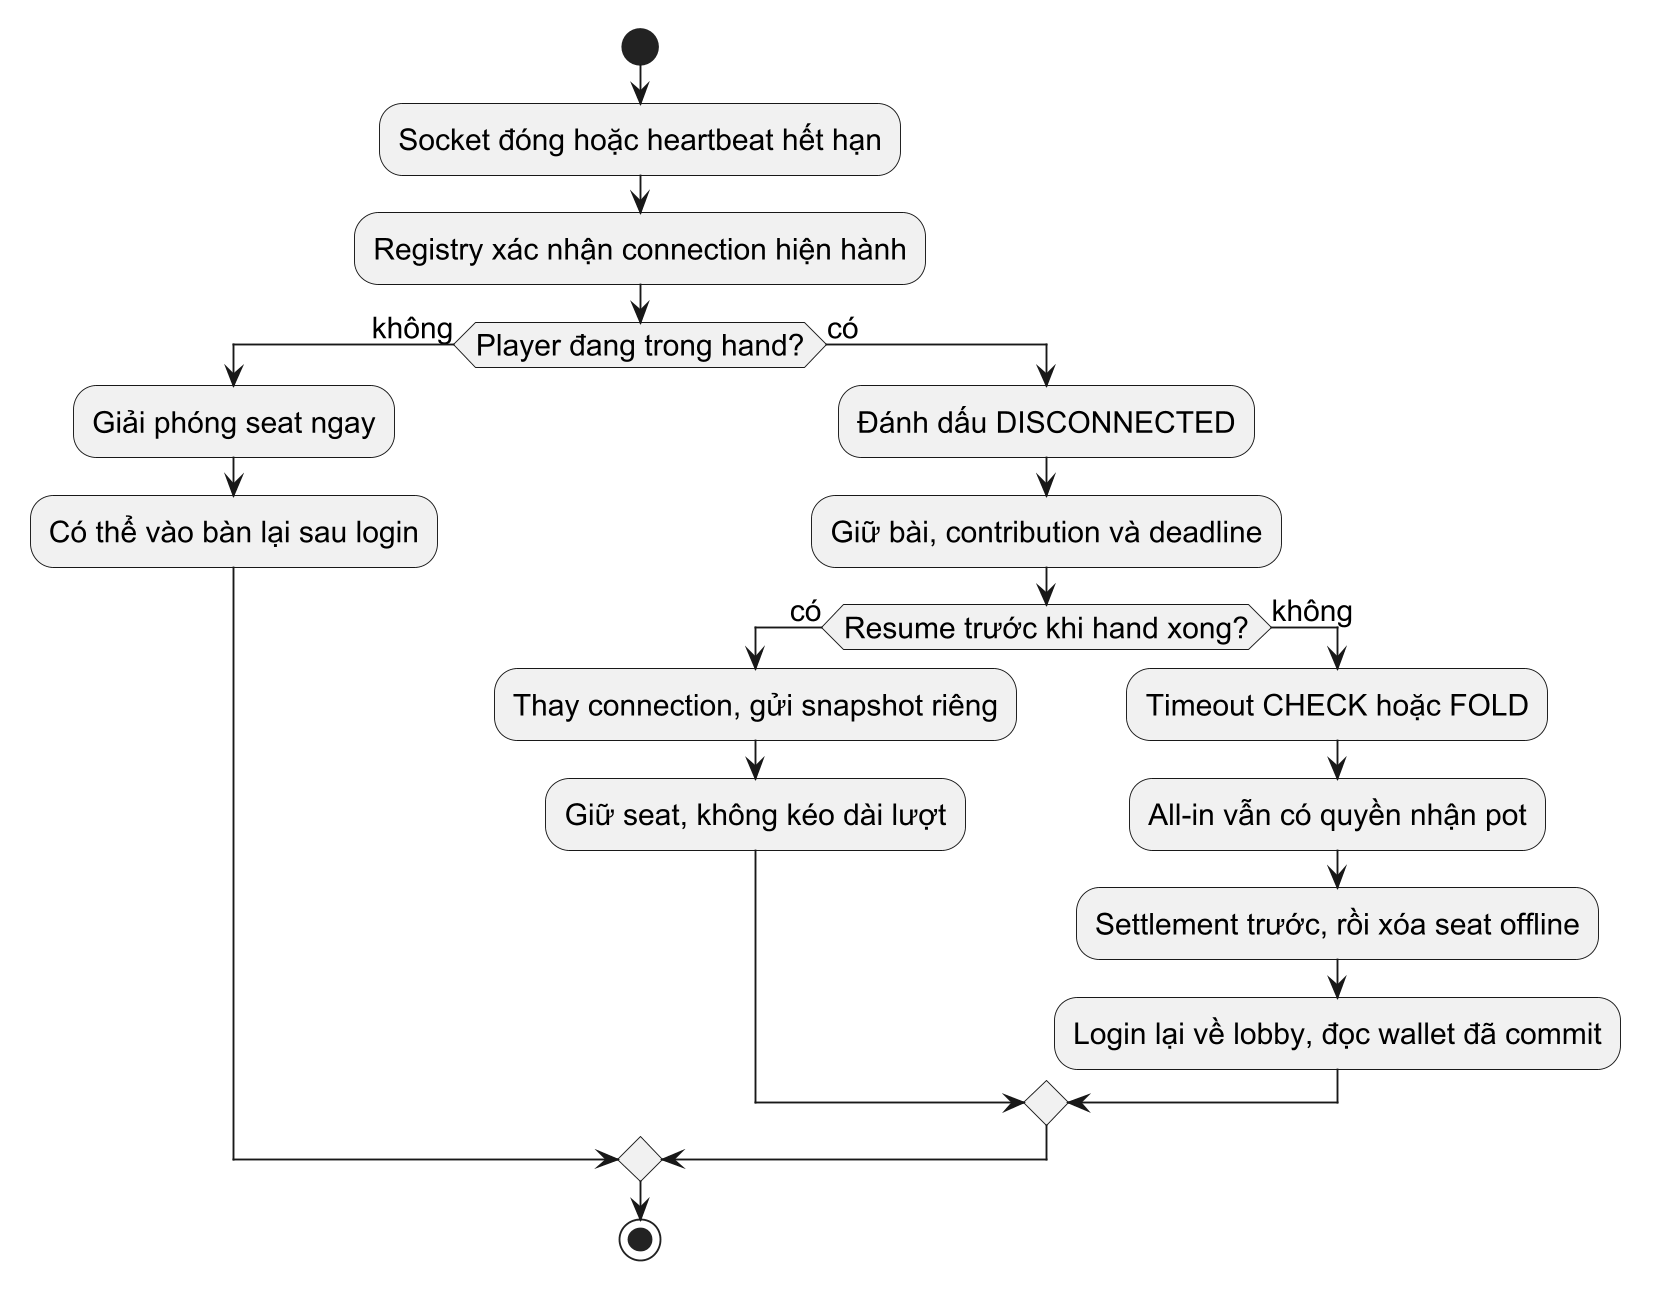 Socket đóng hoặc heartbeat hết hạn
Registry xác nhận connection hiện hành
không
Player đang trong hand?
có
Giải phóng seat ngay
Có thể vào bàn lại sau login
Đánh dấu DISCONNECTED
Giữ bài, contribution và deadline
có
Resume trước khi hand xong?
không
Thay connection, gửi snapshot riêng
Giữ seat, không kéo dài lượt
Timeout CHECK hoặc FOLD
All-in vẫn có quyền nhận pot
Settlement trước, rồi xóa seat offline
Login lại về lobby, đọc wallet đã commit